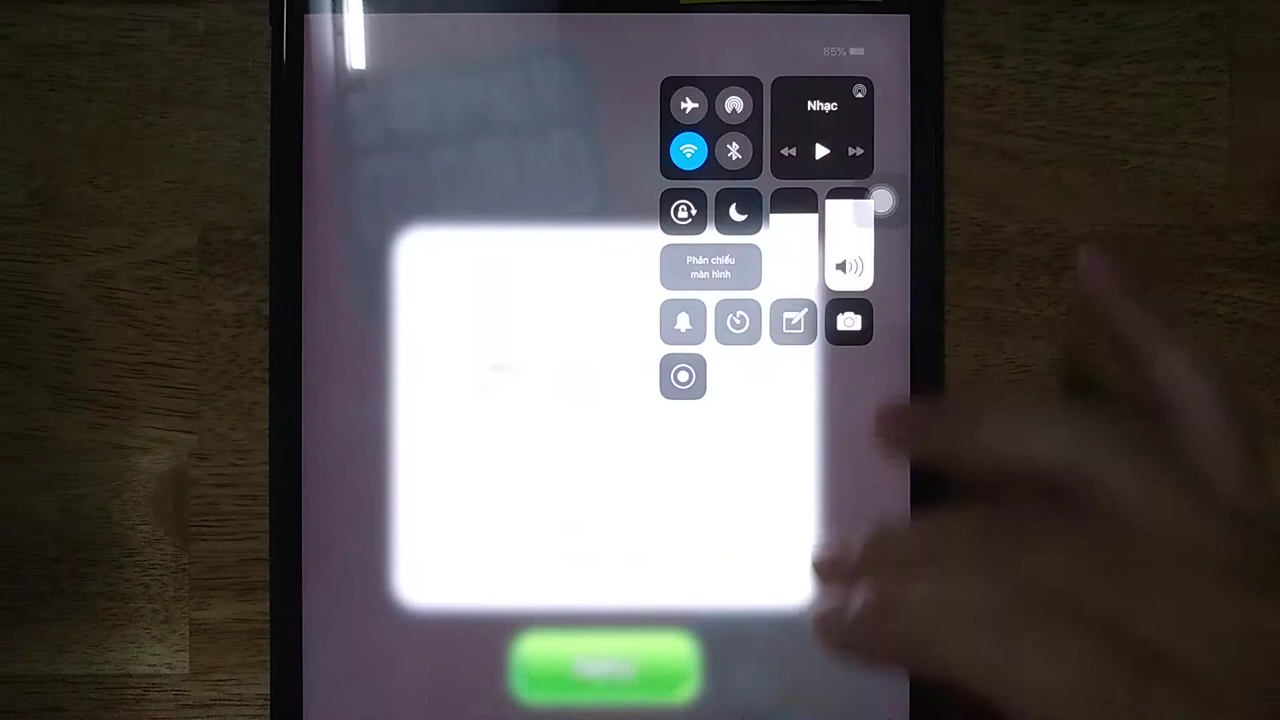 85%
Nhạc
Phản chiếu
màn hình